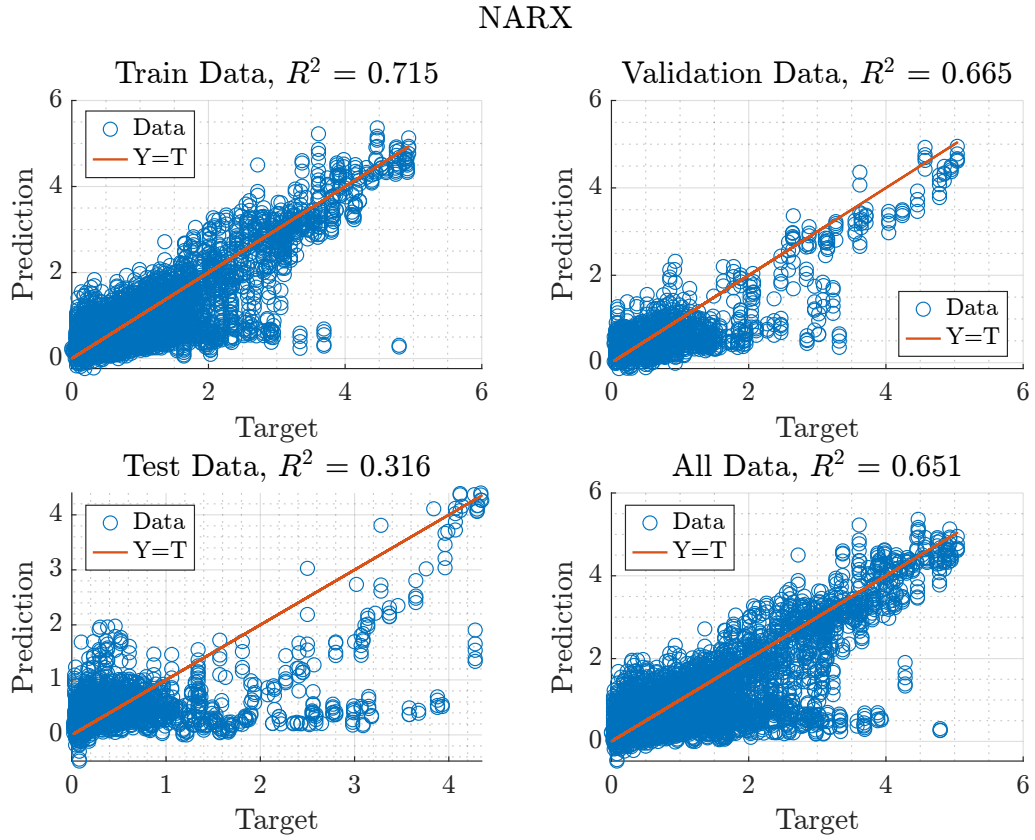 NARX
Train Data, R² = 0.715
Prediction
6
4
2
0
Data
Y=T
0 2 4 6
Target
Validation Data, R² = 0.665
Prediction
6
4
2
0
Data
Y=T
0 2 4 6
Target
Test Data, R² = 0.316
Prediction
4
3
2
1
0
Data
Y=T
0 1 2 3 4
Target
All Data, R² = 0.651
Prediction
6
4
2
0
Data
Y=T
0 2 4 6
Target